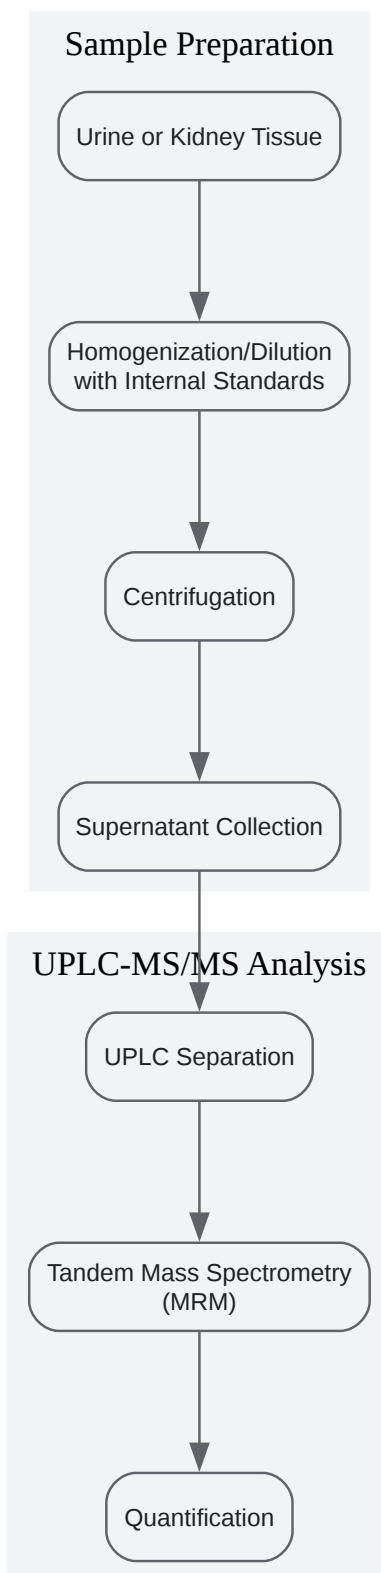 Sample Preparation
Urine or Kidney Tissue
Homogenization/Dilution
with Internal Standards
Centrifugation
Supernatant Collection
UPLC-MS/MS Analysis
UPLC Separation
Tandem Mass Spectrometry
(MRM)
Quantification